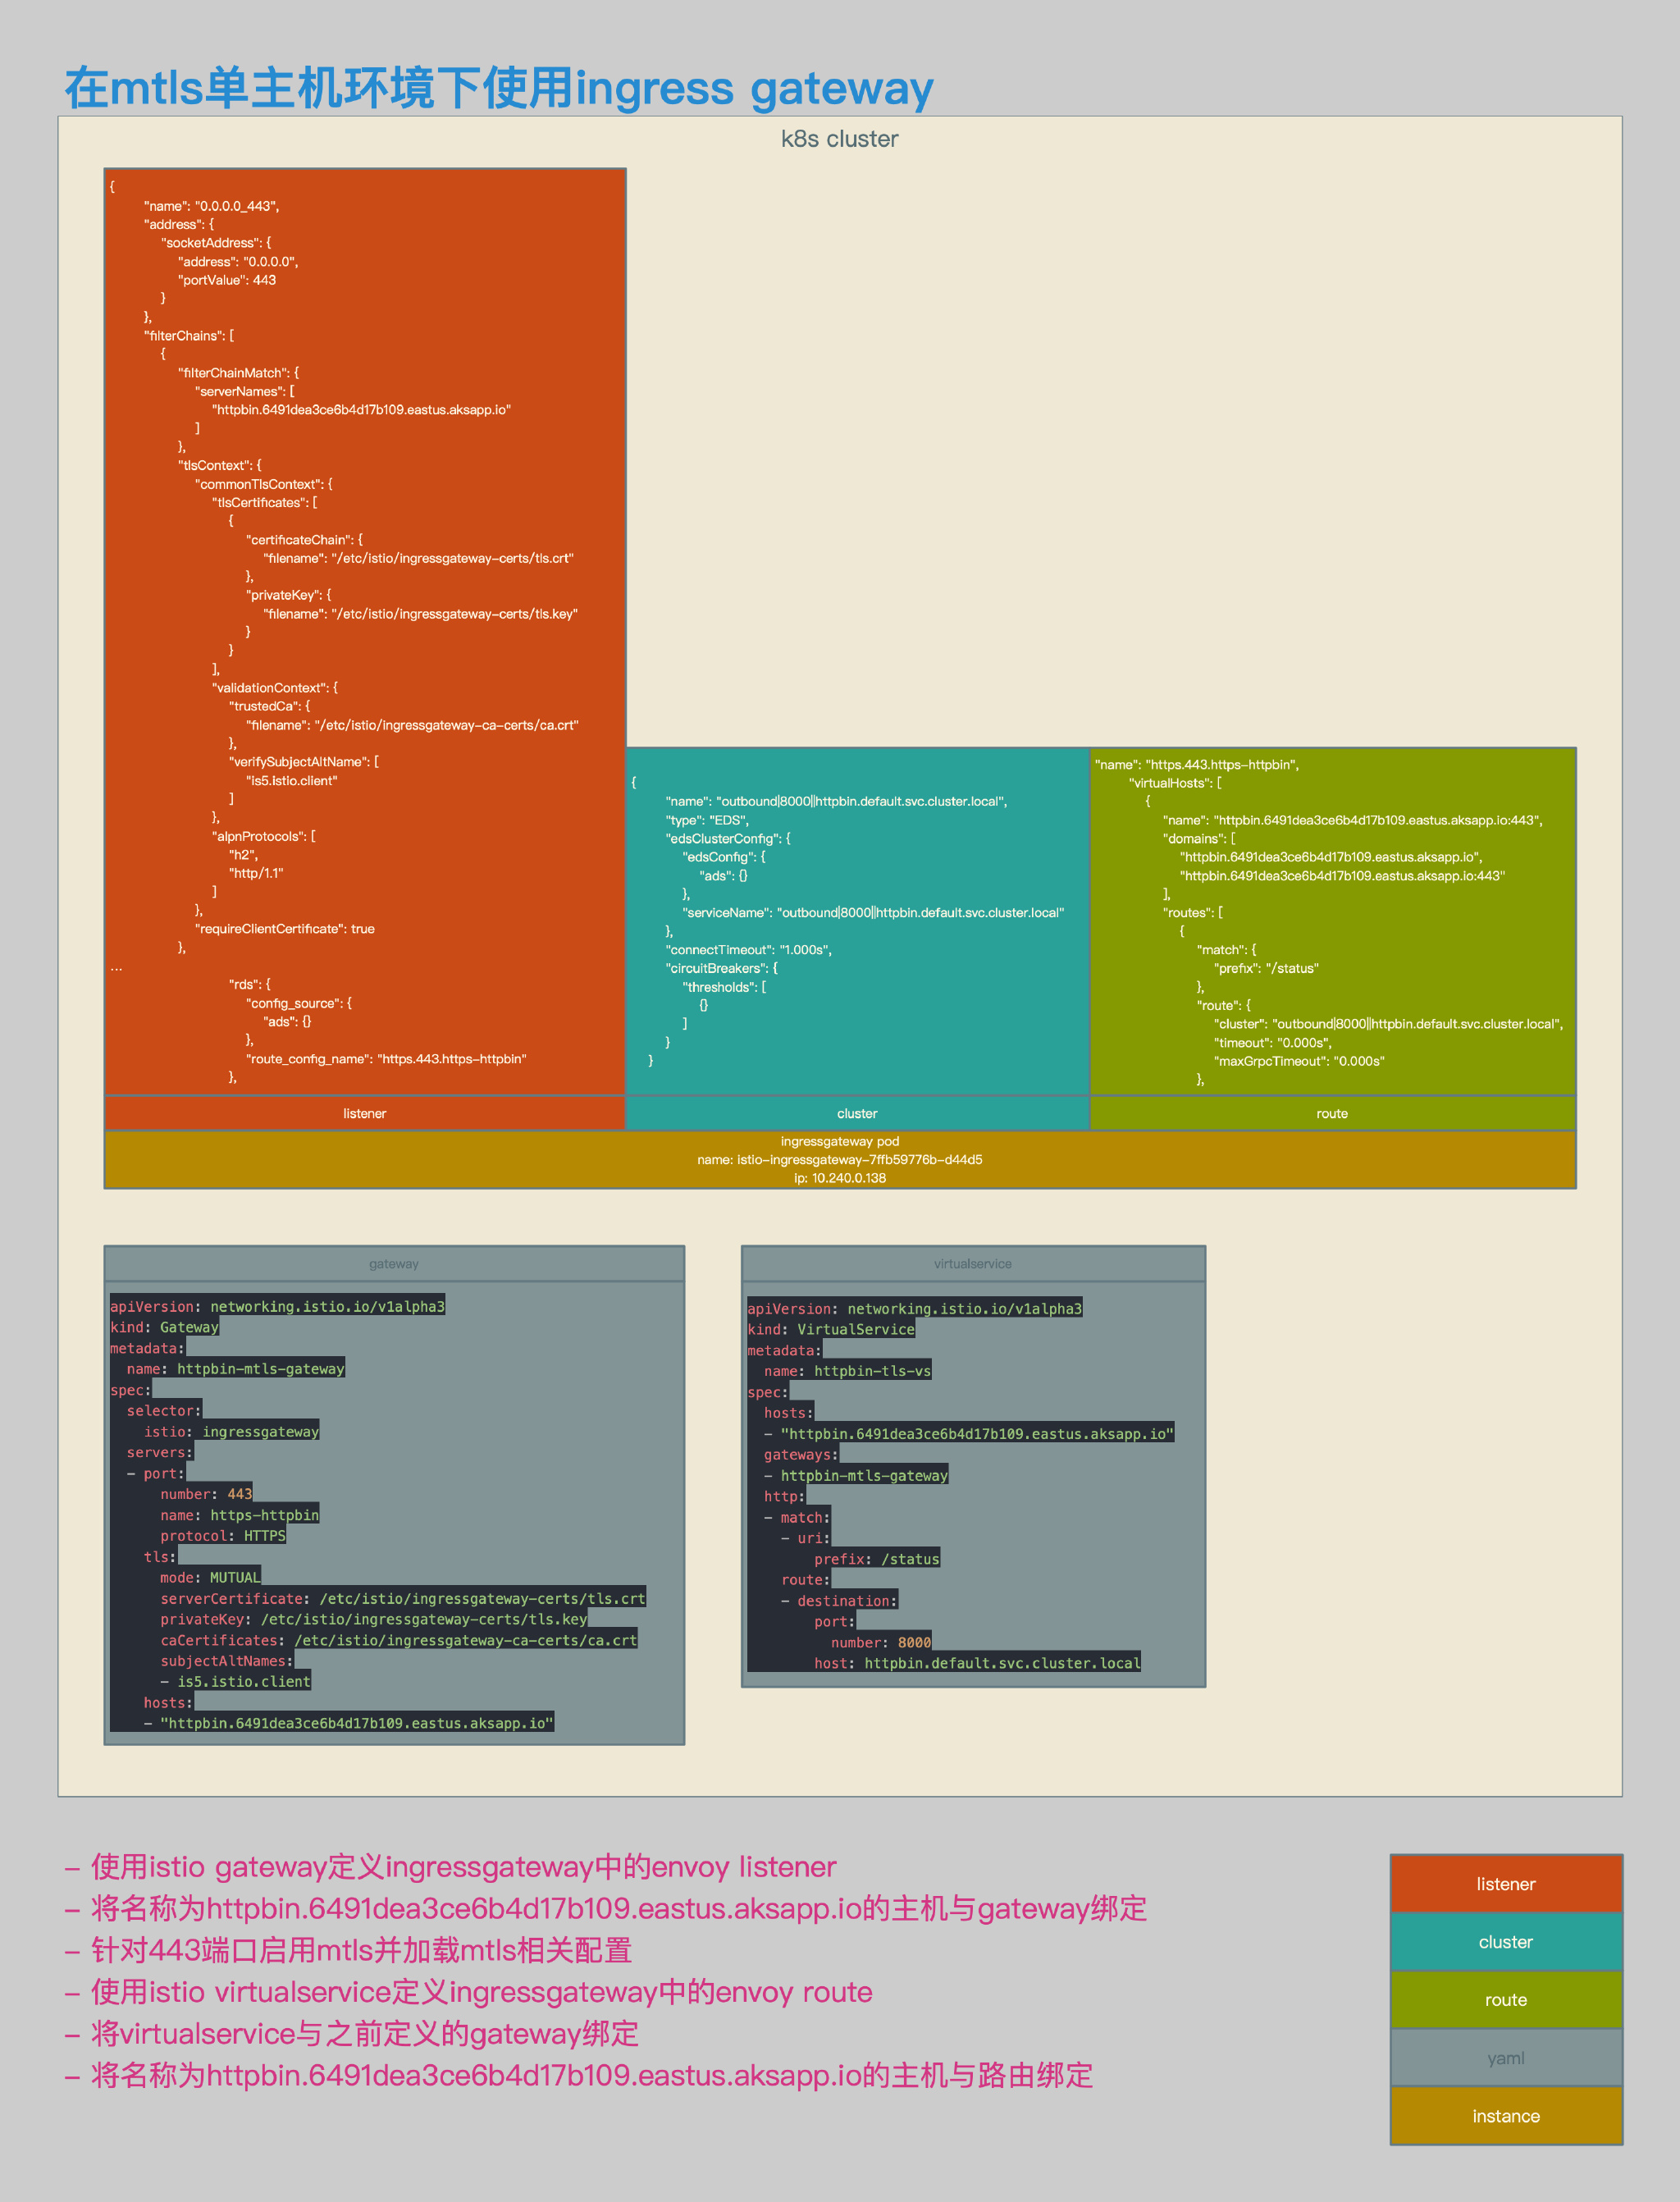 在mtls单主机环境下使用ingress gateway
k8s cluster
{
"name": "0.0.0.0_443",
"address": {
"socketAddress": {
"address": "0.0.0.0",
"portValue": 443
}
},
"filterChains": [
{
"filterChainMatch": {
"serverNames": [
"httpbin.6491dea3ce6b4d17b109.eastus.aksapp.io"
]
},
"tlsContext": {
"commonTlsContext": {
"tlsCertificates": [
{
"certificateChain": {
"filename": "/etc/istio/ingressgateway-certs/tls.crt"
},
"privateKey": {
"filename": "/etc/istio/ingressgateway-certs/tls.key"
}
}
],
"validationContext": {
"trustedCa": {
"filename": "/etc/istio/ingressgateway-ca-certs/ca.crt"
},
"verifySubjectAltName": [
"is5.istio.client"
]
},
"alpnProtocols": [
"h2",
"http/1.1"
]
},
"requireClientCertificate": true
},
...
"rds": {
"config_source": {
"ads": {}
},
"route_config_name": "https.443.https-httpbin"
},
listener
{
"name": "outbound|8000||httpbin.default.svc.cluster.local",
"type": "EDS",
"edsClusterConfig": {
"edsConfig": {
"ads": {}
},
"serviceName": "outbound|8000||httpbin.default.svc.cluster.local"
},
"connectTimeout": "1.000s",
"circuitBreakers": {
"thresholds": [
{}
]
}
}
cluster
"name": "https.443.https-httpbin",
"virtualHosts": [
{
"name": "httpbin.6491dea3ce6b4d17b109.eastus.aksapp.io:443",
"domains": [
"httpbin.6491dea3ce6b4d17b109.eastus.aksapp.io",
"httpbin.6491dea3ce6b4d17b109.eastus.aksapp.io:443"
],
"routes": [
{
"match": {
"prefix": "/status"
},
"route": {
"cluster": "outbound|8000||httpbin.default.svc.cluster.local",
"timeout": "0.000s",
"maxGrpcTimeout": "0.000s"
},
route
ingressgateway pod
name: istio-ingressgateway-7ffb59776b-d44d5
ip: 10.240.0.138
gateway
apiVersion: networking.istio.io/v1alpha3
kind: Gateway
metadata:
name: httpbin-mtls-gateway
spec:
selector:
istio: ingressgateway
servers:
- port:
number: 443
name: https-httpbin
protocol: HTTPS
tls:
mode: MUTUAL
serverCertificate: /etc/istio/ingressgateway-certs/tls.crt
privateKey: /etc/istio/ingressgateway-certs/tls.key
caCertificates: /etc/istio/ingressgateway-ca-certs/ca.crt
subjectAltNames:
- is5.istio.client
hosts:
- "httpbin.6491dea3ce6b4d17b109.eastus.aksapp.io"
virtualservice
apiVersion: networking.istio.io/v1alpha3
kind: VirtualService
metadata:
name: httpbin-tls-vs
spec:
hosts:
- "httpbin.6491dea3ce6b4d17b109.eastus.aksapp.io"
gateways:
- httpbin-mtls-gateway
http:
- match:
- uri:
prefix: /status
route:
- destination:
port:
number: 8000
host: httpbin.default.svc.cluster.local
- 使用istio gateway定义ingressgateway中的envoy listener
- 将名称为httpbin.6491dea3ce6b4d17b109.eastus.aksapp.io的主机与gateway绑定
- 针对443端口启用mtls并加载mtls相关配置
- 使用istio virtualservice定义ingressgateway中的envoy route
- 将virtualservice与之前定义的gateway绑定
- 将名称为httpbin.6491dea3ce6b4d17b109.eastus.aksapp.io的主机与路由绑定
listener
cluster
route
yaml
instance